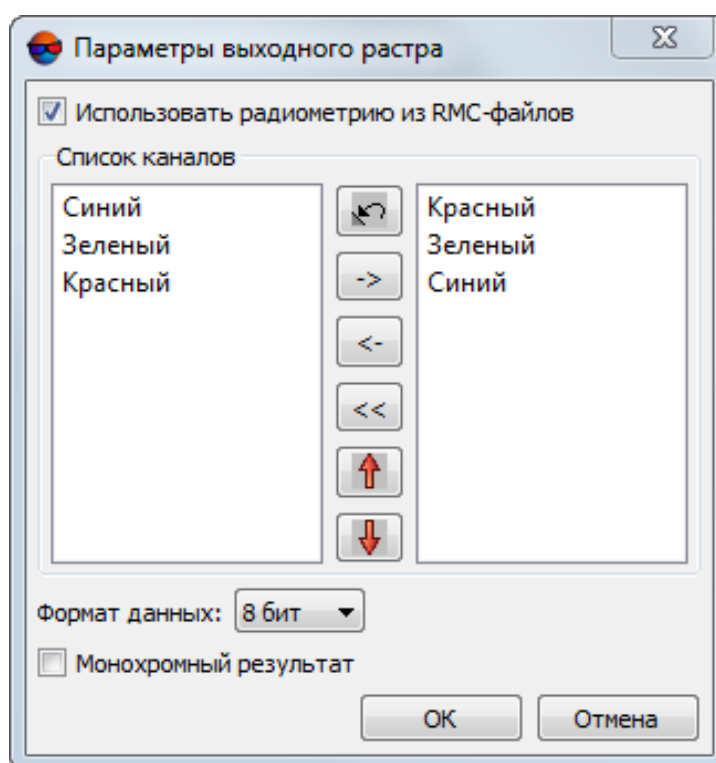 Параметры выходного растра
Использовать радиометрию из RMC-файлов
Список каналов
Синий
Зеленый
Красный
->
<-
<<
Красный
Зеленый
Синий
Формат данных: 8 бит
Монохромный результат
ОК Отмена